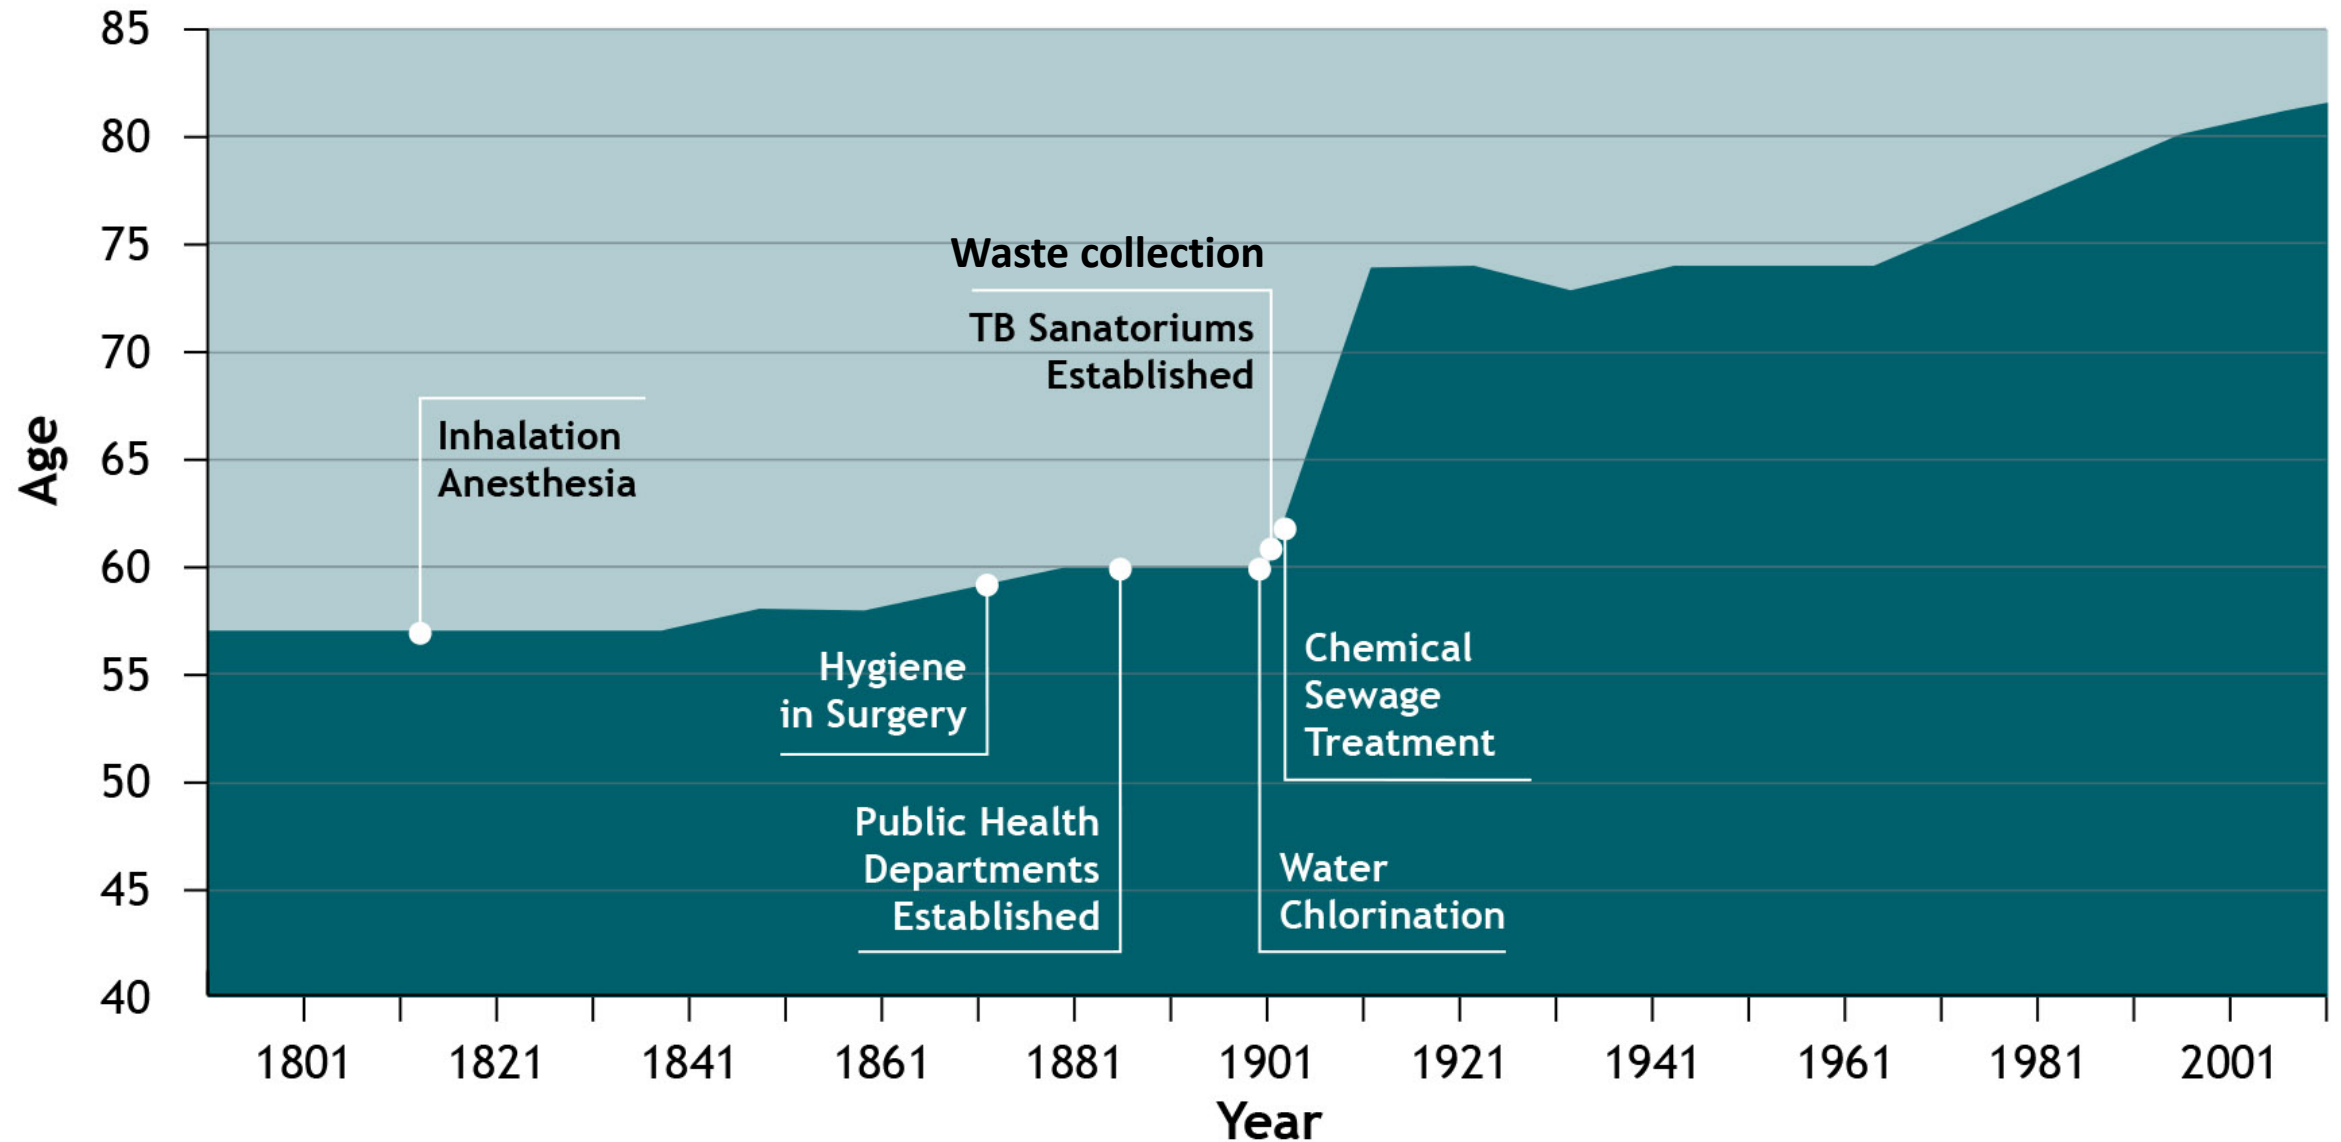 85
80
75
70
65
60
55
50
45
40
Age
Waste collection
TB Sanatoriums
Established
Inhalation
Anesthesia
Hygiene
in Surgery
Public Health
Departments
Established
Chemical
Sewage
Treatment
Water
Chlorination
1801 1821 1841 1861 1881 1901 1921 1941 1961 1981 2001
Year